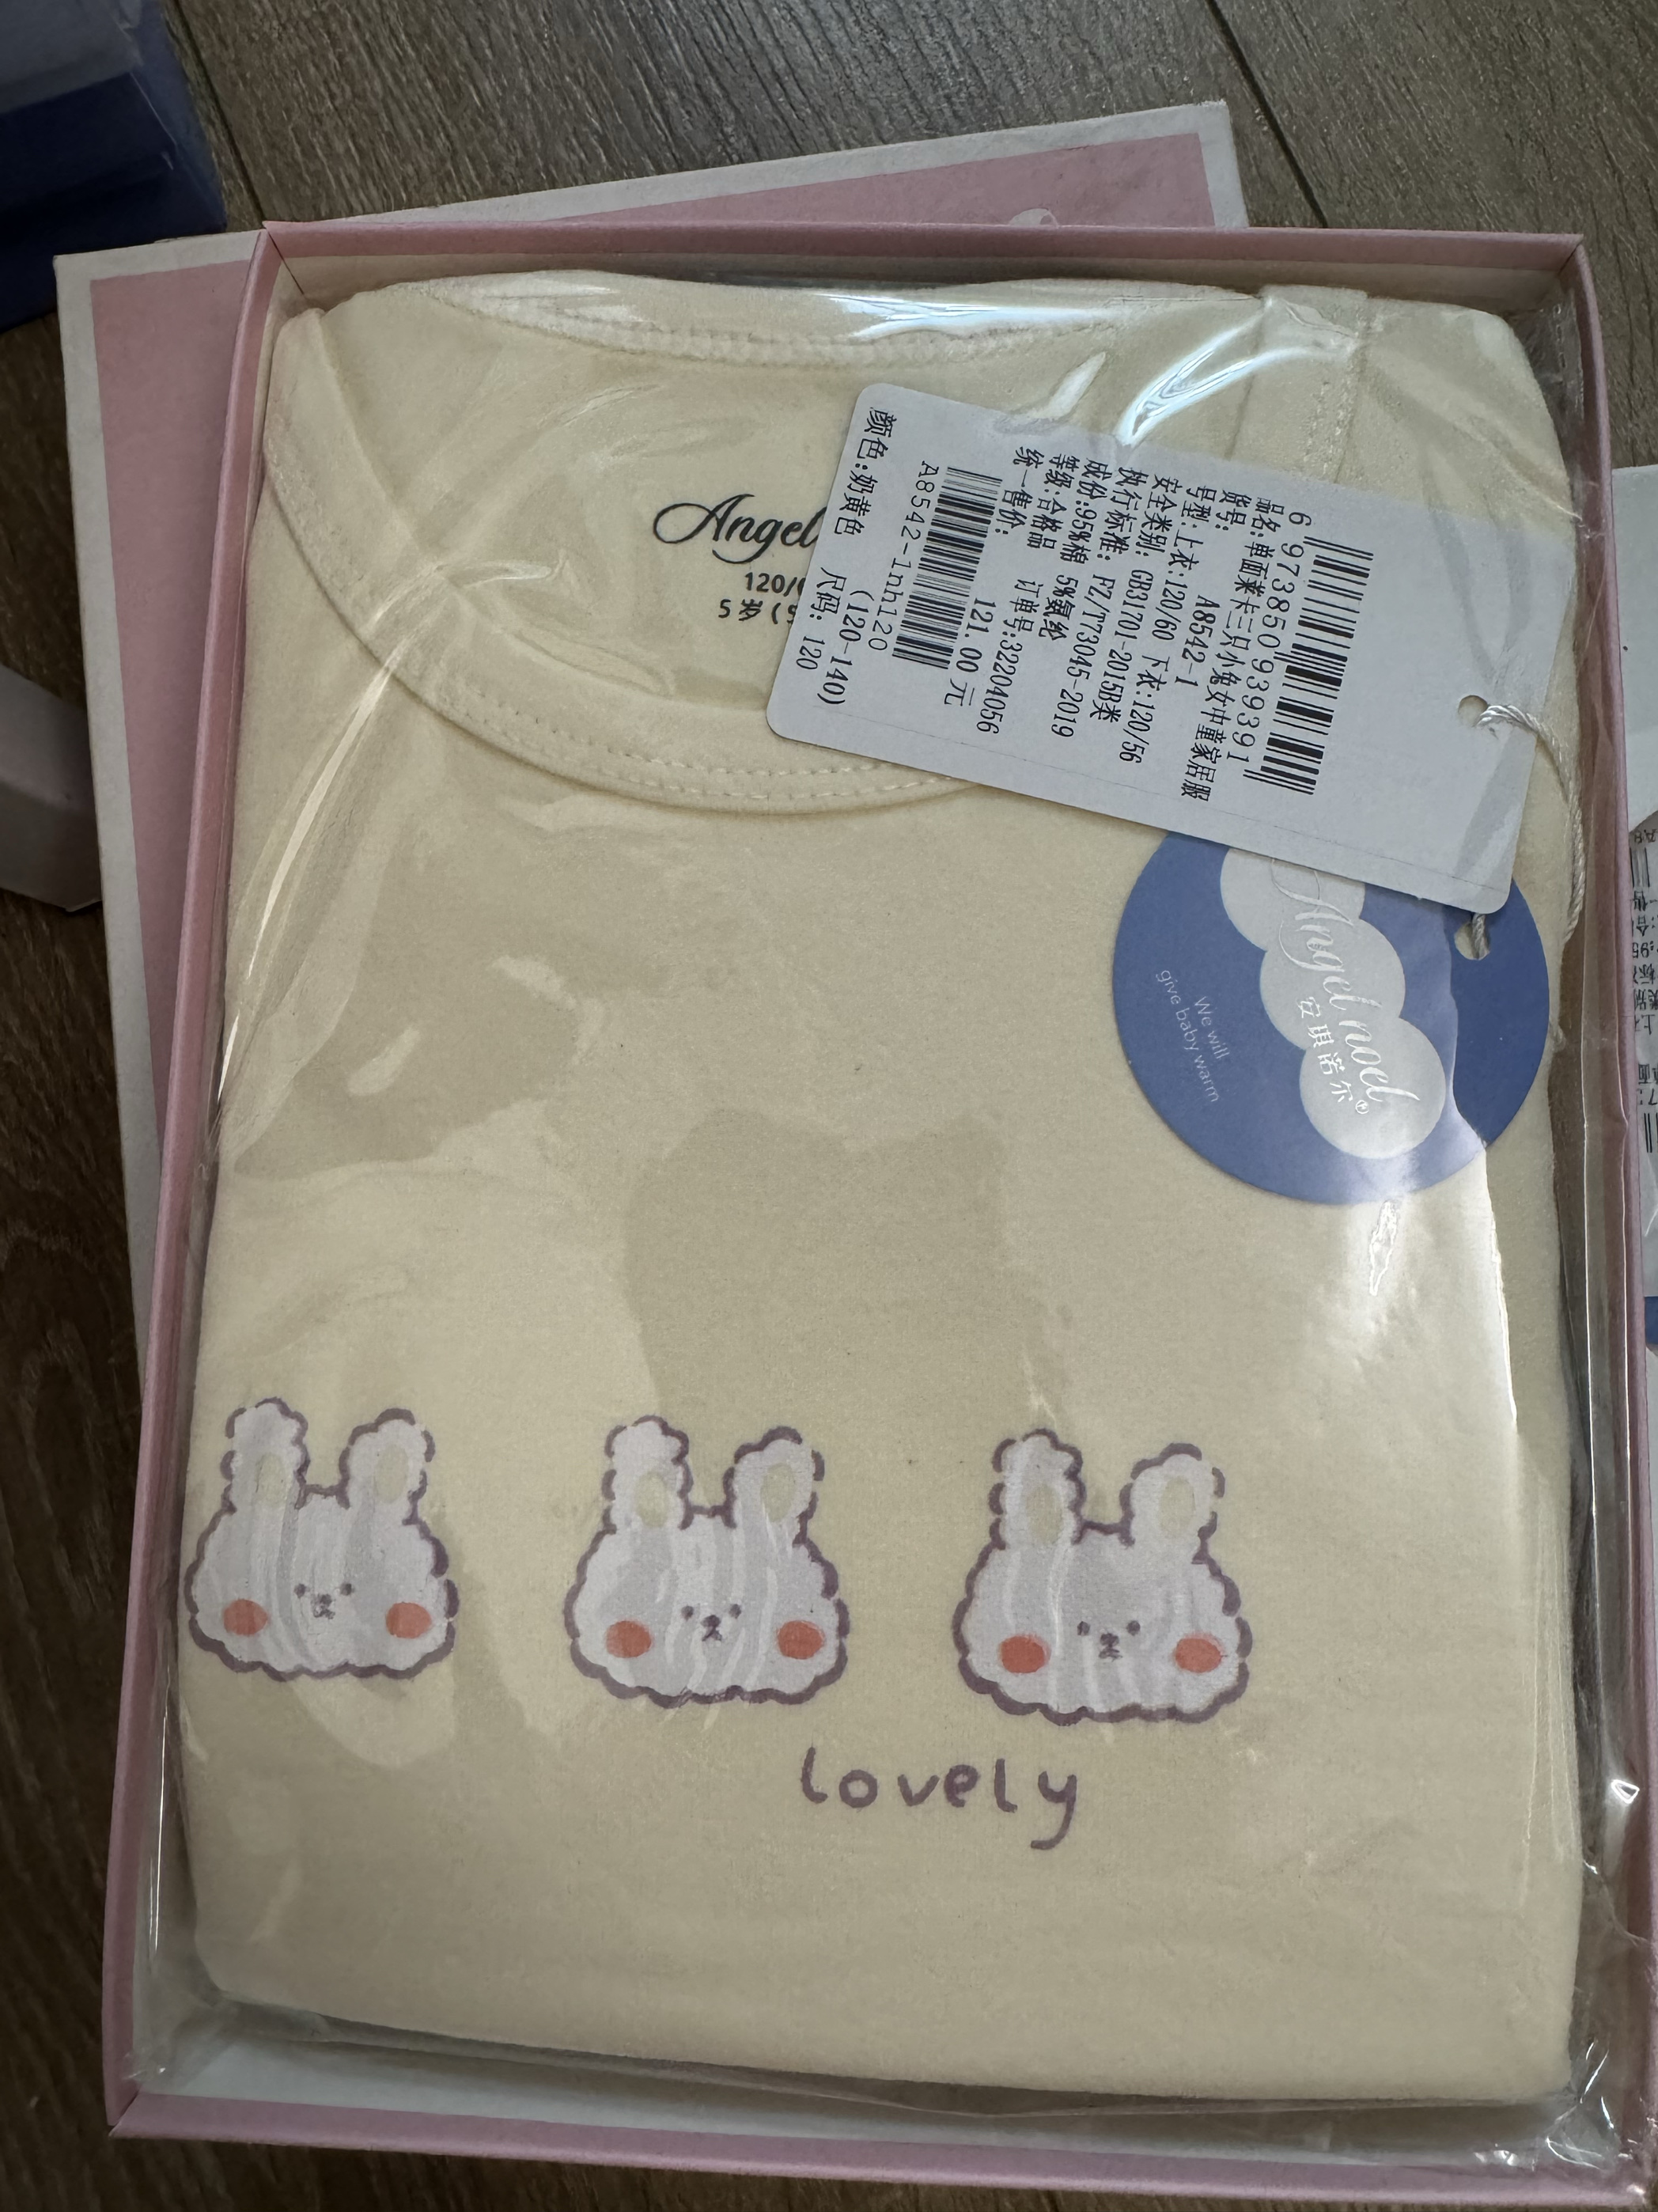 Angel
120/6
5 岁 (5
6 973850 939391
品名:单面莱卡三只小兔女中童家居服
货号: A8542-1
号型:上衣:120/60 下衣:120/56
安全类别: GB31701-2015B类
执行标准: FZ/T73045-2019
成份:95%棉 5%氨纶
等级:合格品 订单号:32204056
统一售价: 121.00 元
A8542-1nh120
(120-140)
颜色:奶黄色 尺码: 120
Angel noel
安琪诺尔®
We will
give baby warm
lovely